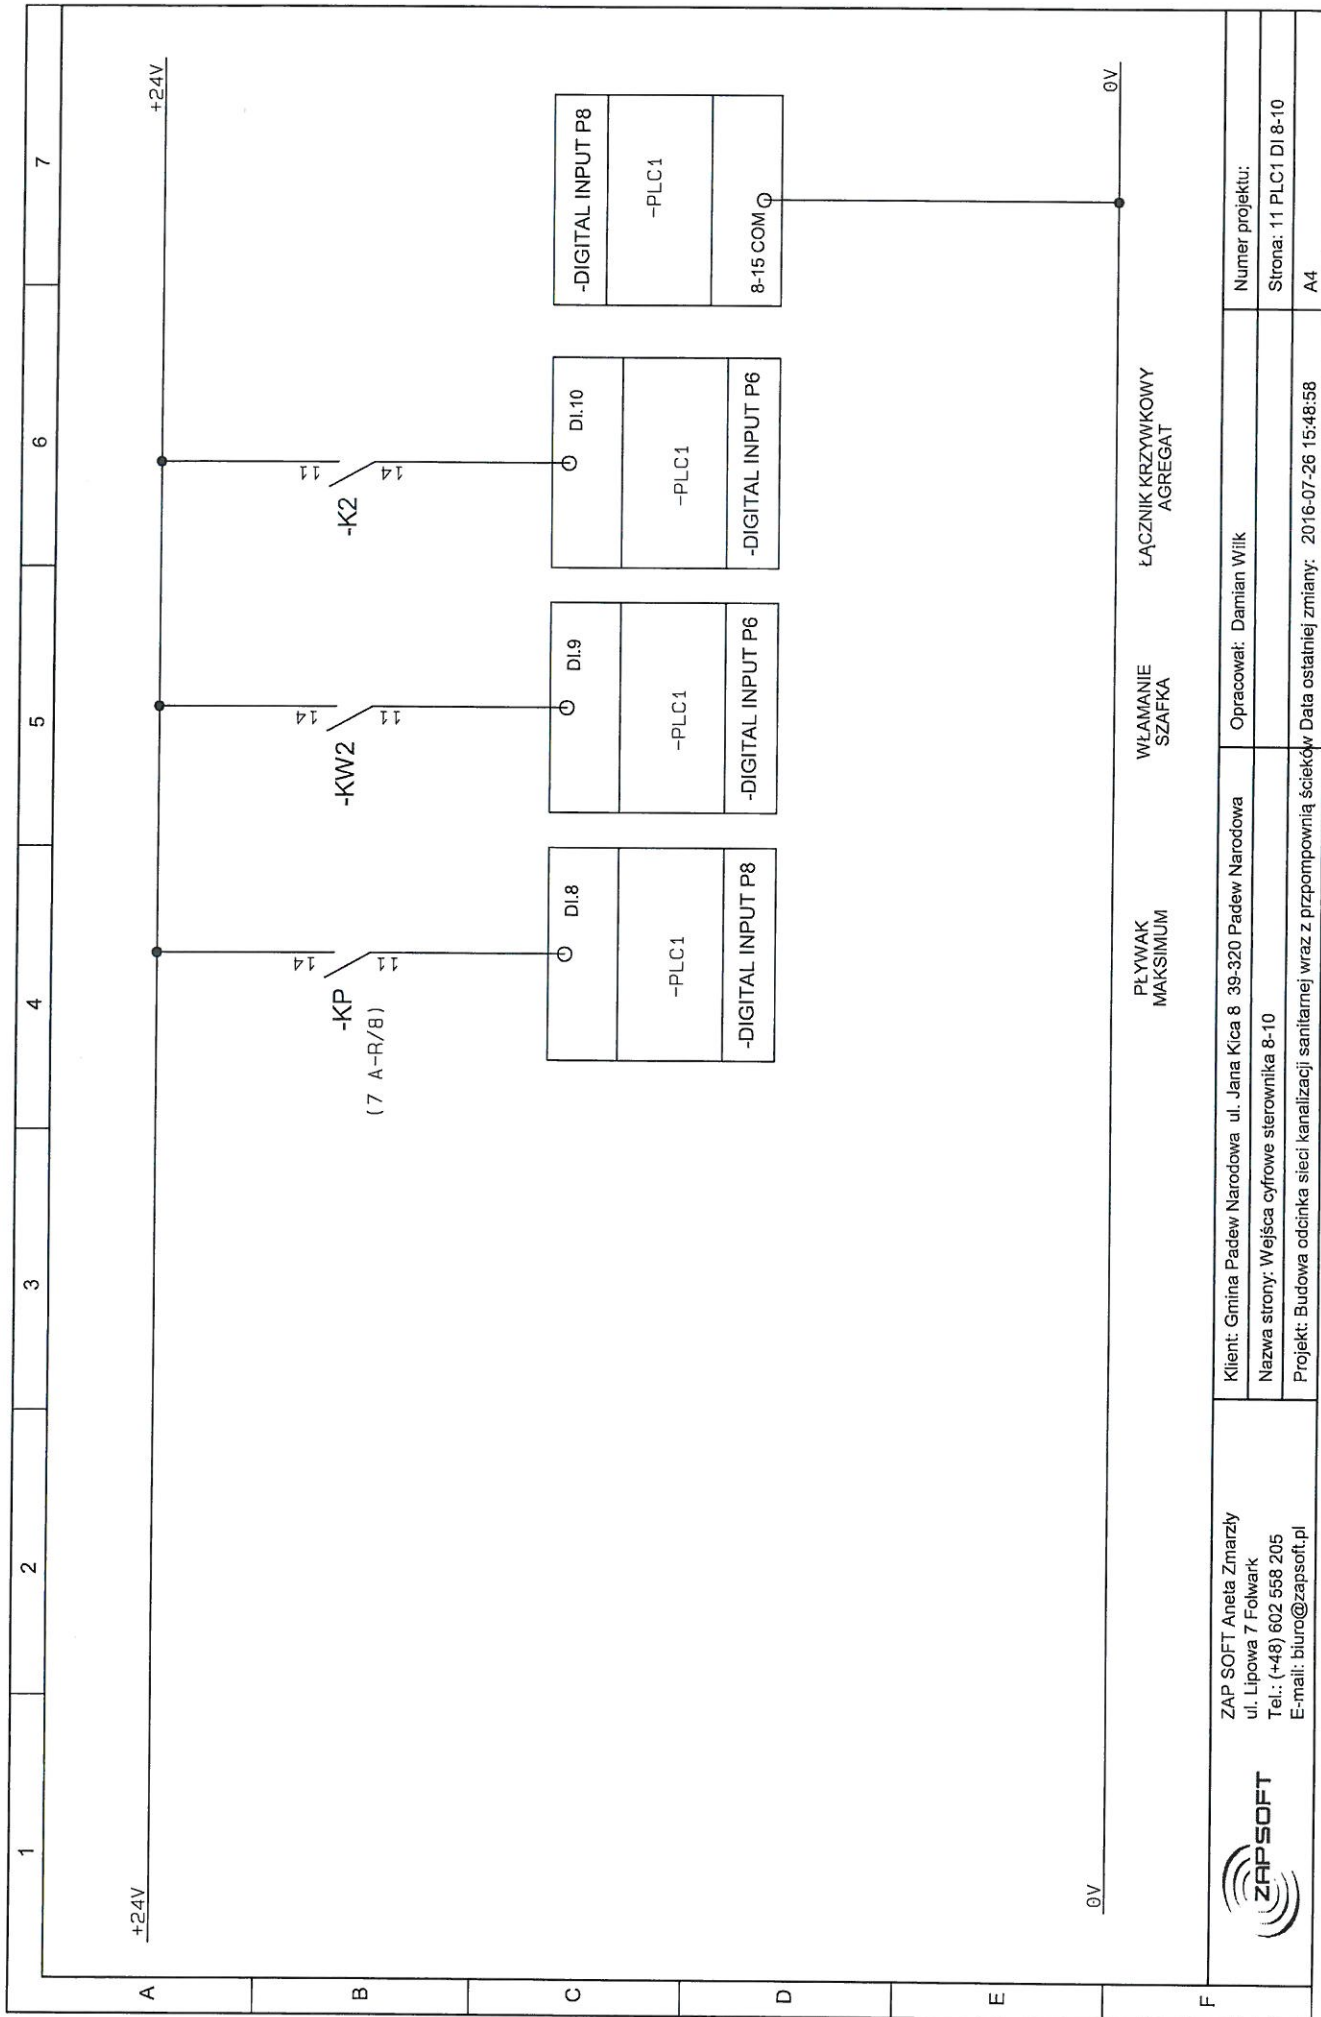 1 2 3 4 5 6 7
A
B
C
D
E
F
+24V +24V
14 14 11
-KP -KW2 -K2
11 11 14
(7 A-R/8)
DI.8 DI.9 DI.10 -DIGITAL INPUT P8
-PLC1 -PLC1 -PLC1 -PLC1
-DIGITAL INPUT P8 -DIGITAL INPUT P6 -DIGITAL INPUT P6 8-15 COM
0V 0V
PŁYWAK
MAKSIMUM
WŁAMANIE
SZAFKA
ŁĄCZNIK KRZYWKOWY
AGREGAT
ZAPSOFT
ZAP SOFT Aneta Zmarzły
ul. Lipowa 7 Folwark
Tel.: (+48) 602 558 205
E-mail: biuro@zapsoft.pl
Klient: Gmina Padew Narodowa ul. Jana Kica 8 39-320 Padew Narodowa
Opracował: Damian Wilk
Numer projektu:
Nazwa strony: Wejśca cyfrowe sterownika 8-10
Strona: 11 PLC1 DI 8-10
Projekt: Budowa odcinka sieci kanalizacji sanitarnej wraz z przpompownią ścieków Data ostatniej zmiany: 2016-07-26 15:48:58
A4